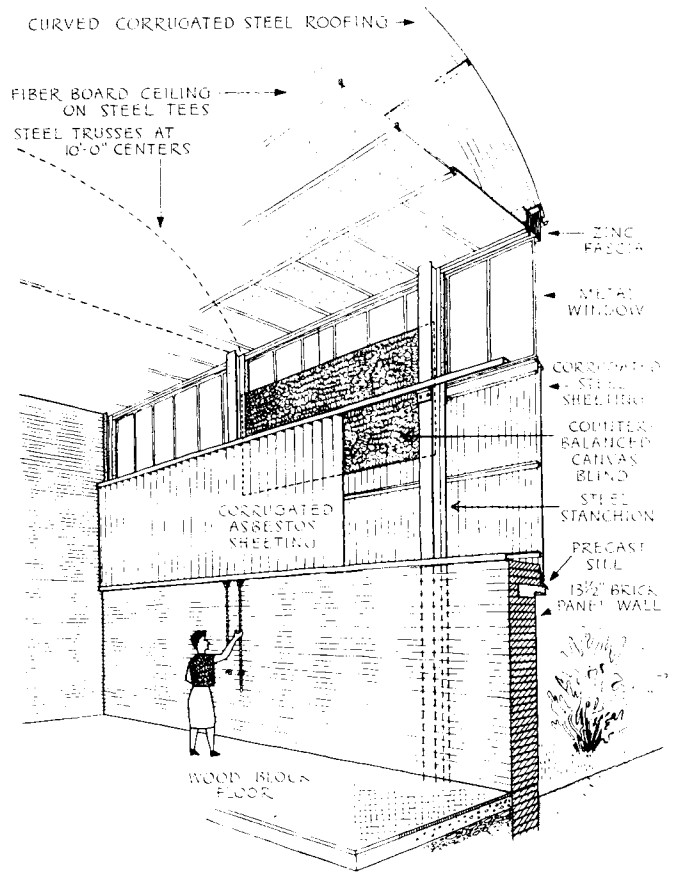 CURVED CORRUGATED STEEL ROOFING
FIBER BOARD CEILING
ON STEEL TEES
STEEL TRUSSES AT
10'-0" CENTERS
ZINC
FASCIA
METAL
WINDOW
CORRUGATED
STEEL
SHEETING
COUNTER-
BALANCED
CANVAS
BLIND
STEEL
STANCHION
PRECAST
SILL
13½" BRICK
PANEL WALL
CORRUGATED
ASBESTOS
SHEETING
WOOD BLOCK
FLOOR